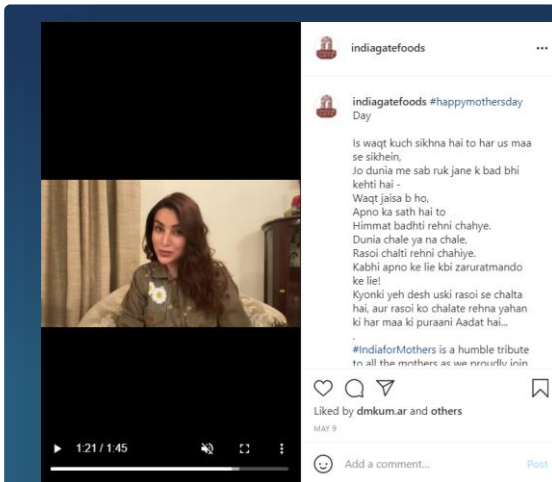 indiagatefoods
indiagatefoods #happymothersday
Day
Is waqt kuch sikhna hai to har us maa
se sikhein,
Jo dunia me sab ruk jane k bad bhi
kehti hai -
Waqt jaisa b ho,
Apno ka sath hai to
Himmat badhti rehni chahye.
Dunia chale ya na chale,
Rasoi chalti rehni chahiye.
Kabhi apno ke lie kbi zaruratmando
ke lie!
Kyonki yeh desh uski rasoi se chalta
hai, aur rasoi ko chalate rehna yahan
ki har maa ki puraani Aadat hai...
.
#IndiaforMothers is a humble tribute
to all the mothers as we proudly join
Liked by dmkum.ar and others
MAY 9
1:21 / 1:45
Add a comment...
Post